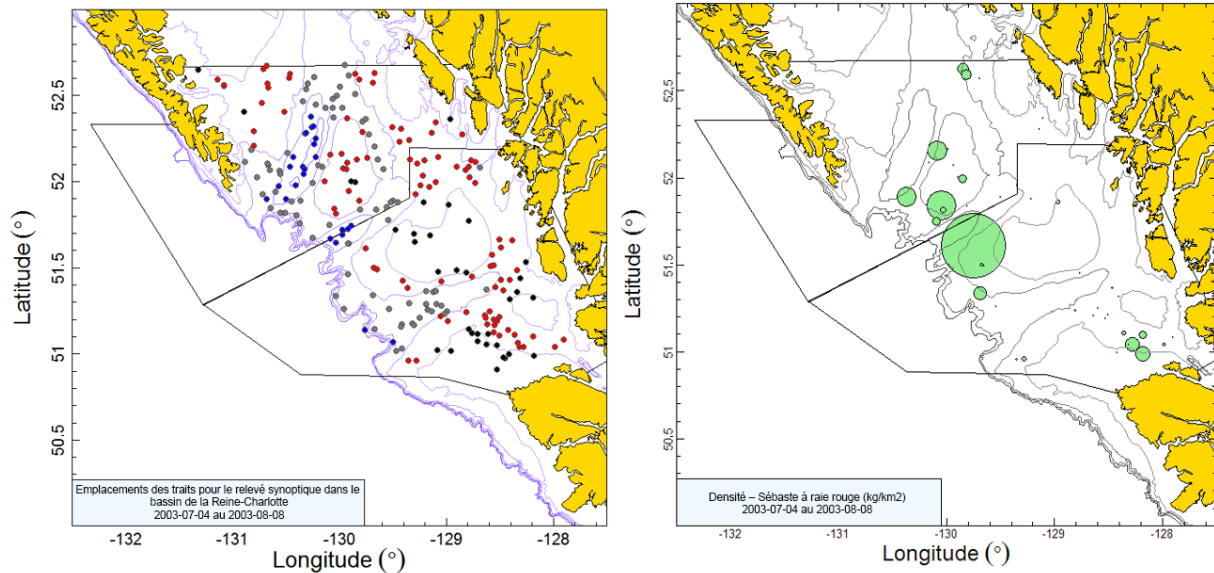 52.5
52
51.5
51
50.5
Latitude (°)
Emplacements des traits pour le relevé synoptique dans le
bassin de la Reine-Charlotte
2003-07-04 au 2003-08-08
-132
-131
-130
-129
-128
Longitude (°)
52.5
52
51.5
51
50.5
Latitude (°)
Densité – Sébaste à raie rouge (kg/km2)
2003-07-04 au 2003-08-08
-132
-131
-130
-129
-128
Longitude (°)